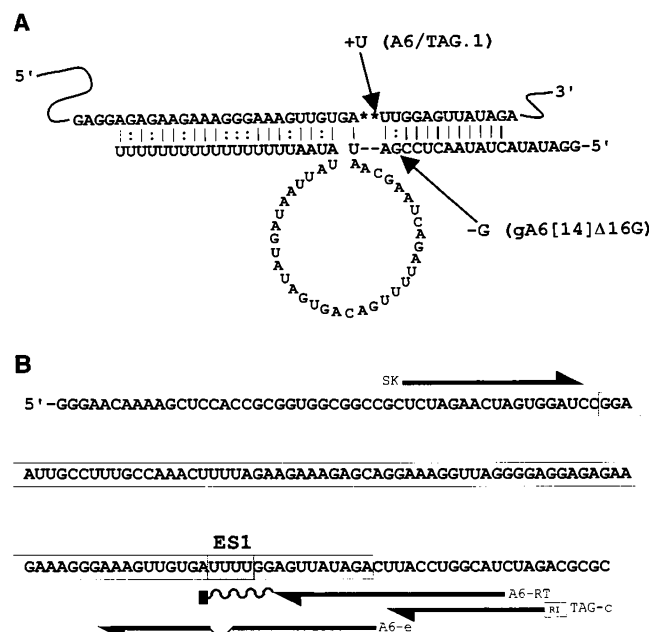 A
+U (A6/TAG.1)
5'
3'
GAGGAGAGAAGAAAGGGAAAGUUGUGA**UUGGAGUUAUAGA
UUUUUUUUUUUUUUUUUAAUA U--AGCCUCAAUAUCAUAUAGG-5'
-G (gA6[14]Δ16G)
B
SK
5'-GGGAACAAAAGCUCCACCGCGGUGGCGGCCGCUCUAGAACUAGUGGAUCCGGA
AUUGCCUUUGCCAAACUUUUAGAAGAAAGAGCAGGAAAGGUUAGGGGAGGAGAGAA
ES1
GAAAGGGAAAGUUGUGAUUUUGGAGUUAUAGACUUACCUGGCAUCUAGACGCGC
A6-RT
RI TAG-c
A6-e